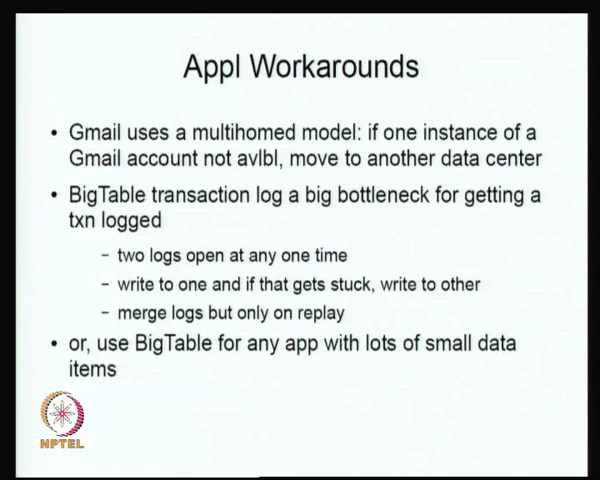 Appl Workarounds
• Gmail uses a multihomed model: if one instance of a
Gmail account not avlbl, move to another data center
• BigTable transaction log a big bottleneck for getting a
txn logged
– two logs open at any one time
– write to one and if that gets stuck, write to other
– merge logs but only on replay
• or, use BigTable for any app with lots of small data
items
NPTEL